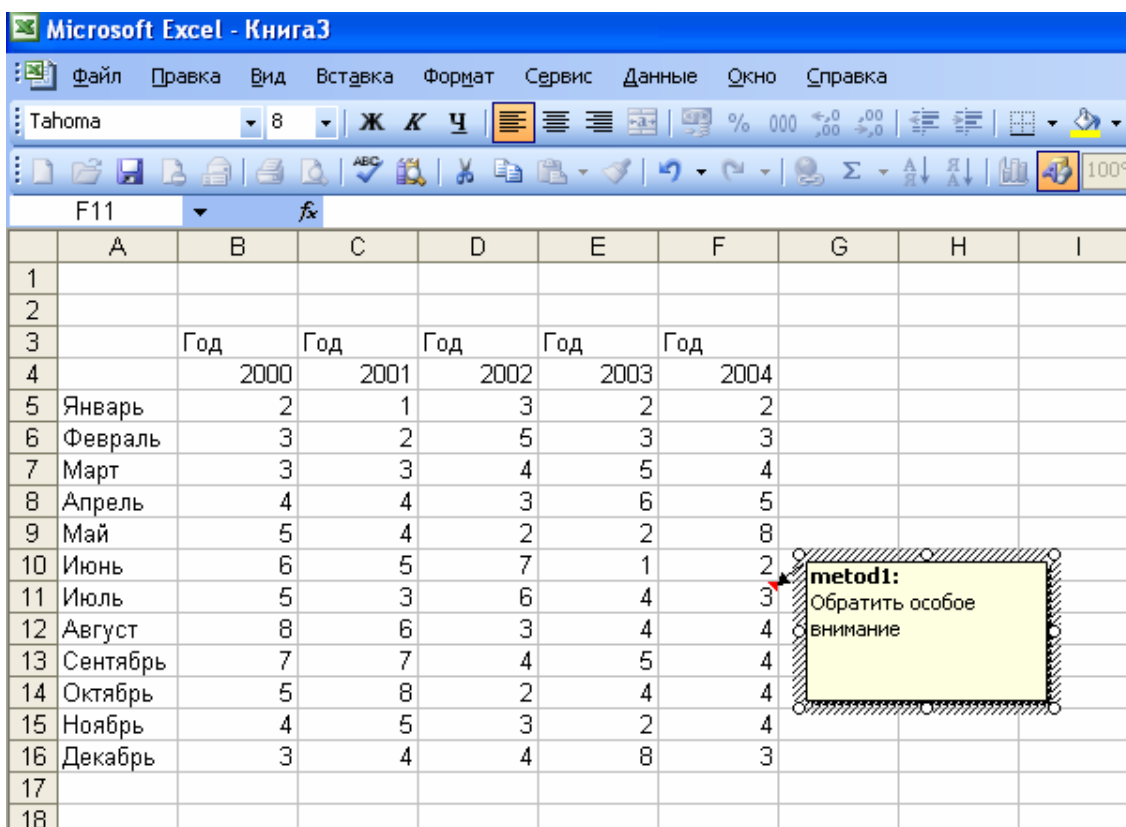 Microsoft Excel - Книга3
Файл Правка Вид Вставка Формат Сервис Данные Окно Справка
Tahoma 8 Ж К Ч % 000 ,00 ,00
ABC Σ 100%
F11 fx
A B C D E F G H I
1
2
3 Год Год Год Год Год
4 2000 2001 2002 2003 2004
5 Январь 2 1 3 2 2
6 Февраль 3 2 5 3 3
7 Март 3 3 4 5 4
8 Апрель 4 4 3 6 5
9 Май 5 4 2 2 8
10 Июнь 6 5 7 1 2
metod1:
11 Июль 5 3 6 4 3
Обратить особое
12 Август 8 6 3 4 4
внимание
13 Сентябрь 7 7 4 5 4
14 Октябрь 5 8 2 4 4
15 Ноябрь 4 5 3 2 4
16 Декабрь 3 4 4 8 3
17
18